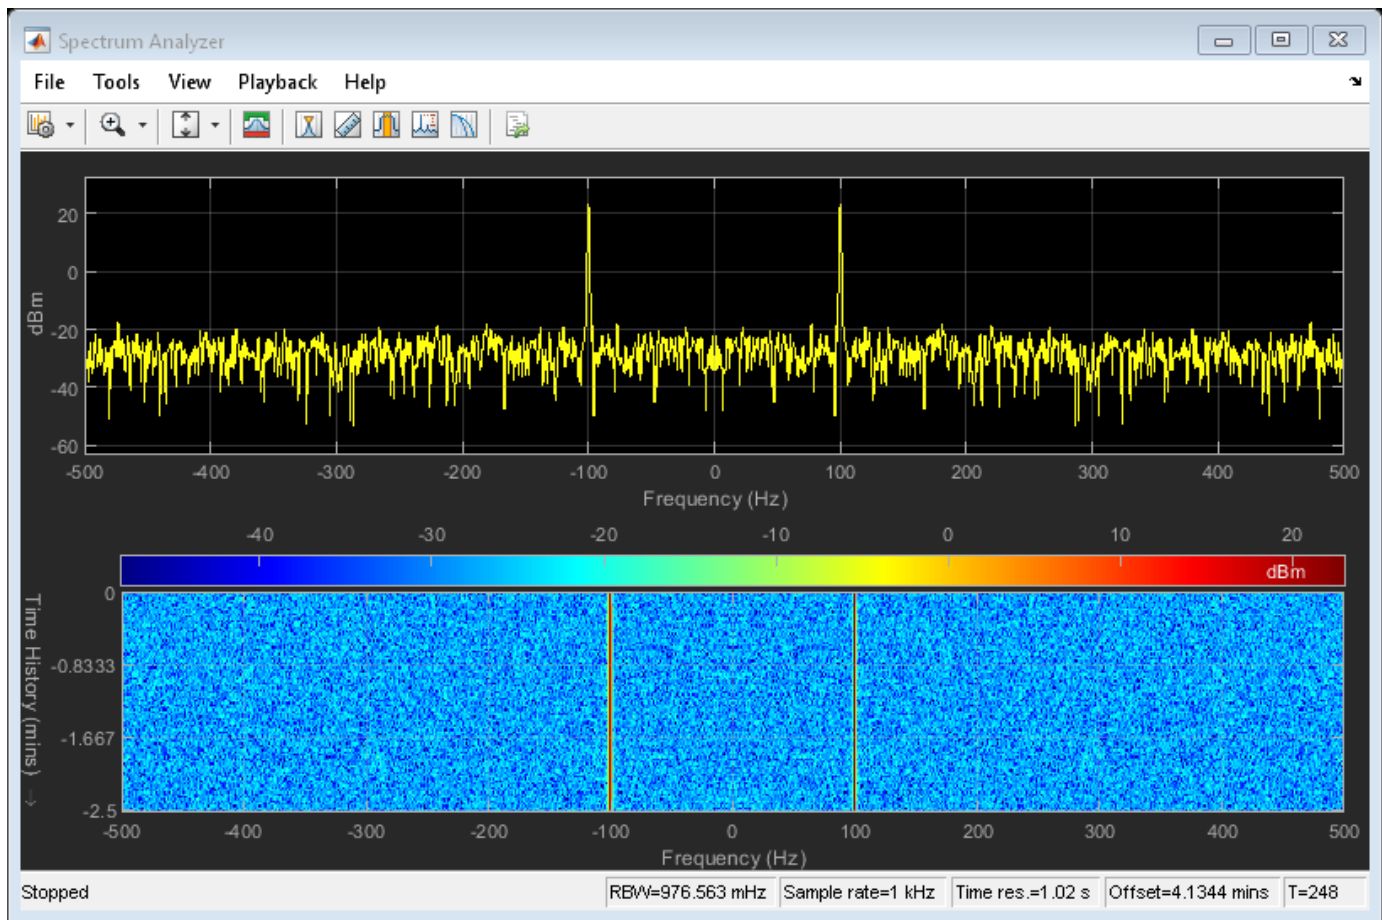 Spectrum Analyzer
File Tools View Playback Help
20
0
-20
-40
-60
dBm
-500 -400 -300 -200 -100 0 100 200 300 400 500
Frequency (Hz)
-40 -30 -20 -10 0 10 20
dBm
0
-0.8333
-1.667
-2.5
Time History (mins) →
-500 -400 -300 -200 -100 0 100 200 300 400 500
Frequency (Hz)
Stopped RBW=976.563 mHz Sample rate=1 kHz Time res.=1.02 s Offset=4.1344 mins T=248